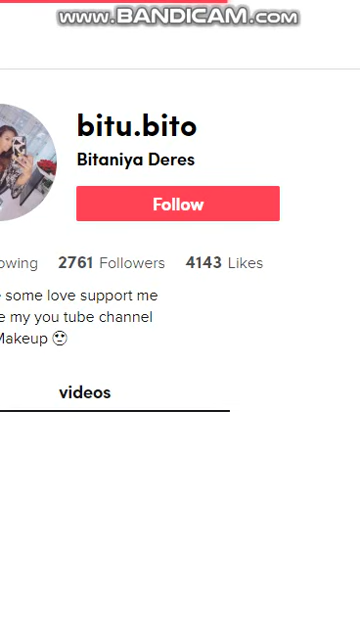 www.BANDICAM.com
bitu.bito
Bitaniya Deres
Follow
2761 Followers 4143 Likes
some love support me
my you tube channel
Makeup 🥺
videos